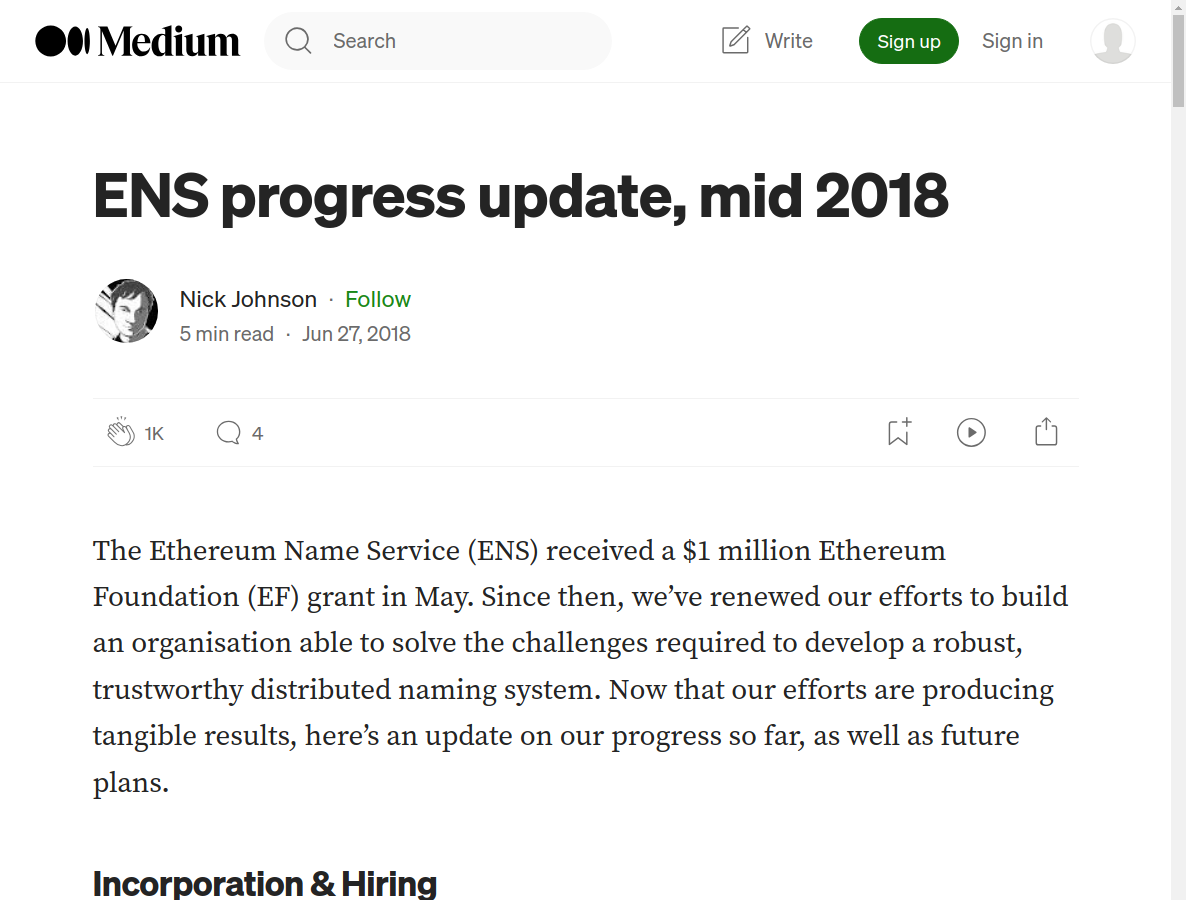 Medium
Search
Write
Sign up
Sign in
ENS progress update, mid 2018
Nick Johnson · Follow
5 min read · Jun 27, 2018
1K
4
The Ethereum Name Service (ENS) received a $1 million Ethereum
Foundation (EF) grant in May. Since then, we’ve renewed our efforts to build
an organisation able to solve the challenges required to develop a robust,
trustworthy distributed naming system. Now that our efforts are producing
tangible results, here’s an update on our progress so far, as well as future
plans.
Incorporation & Hiring